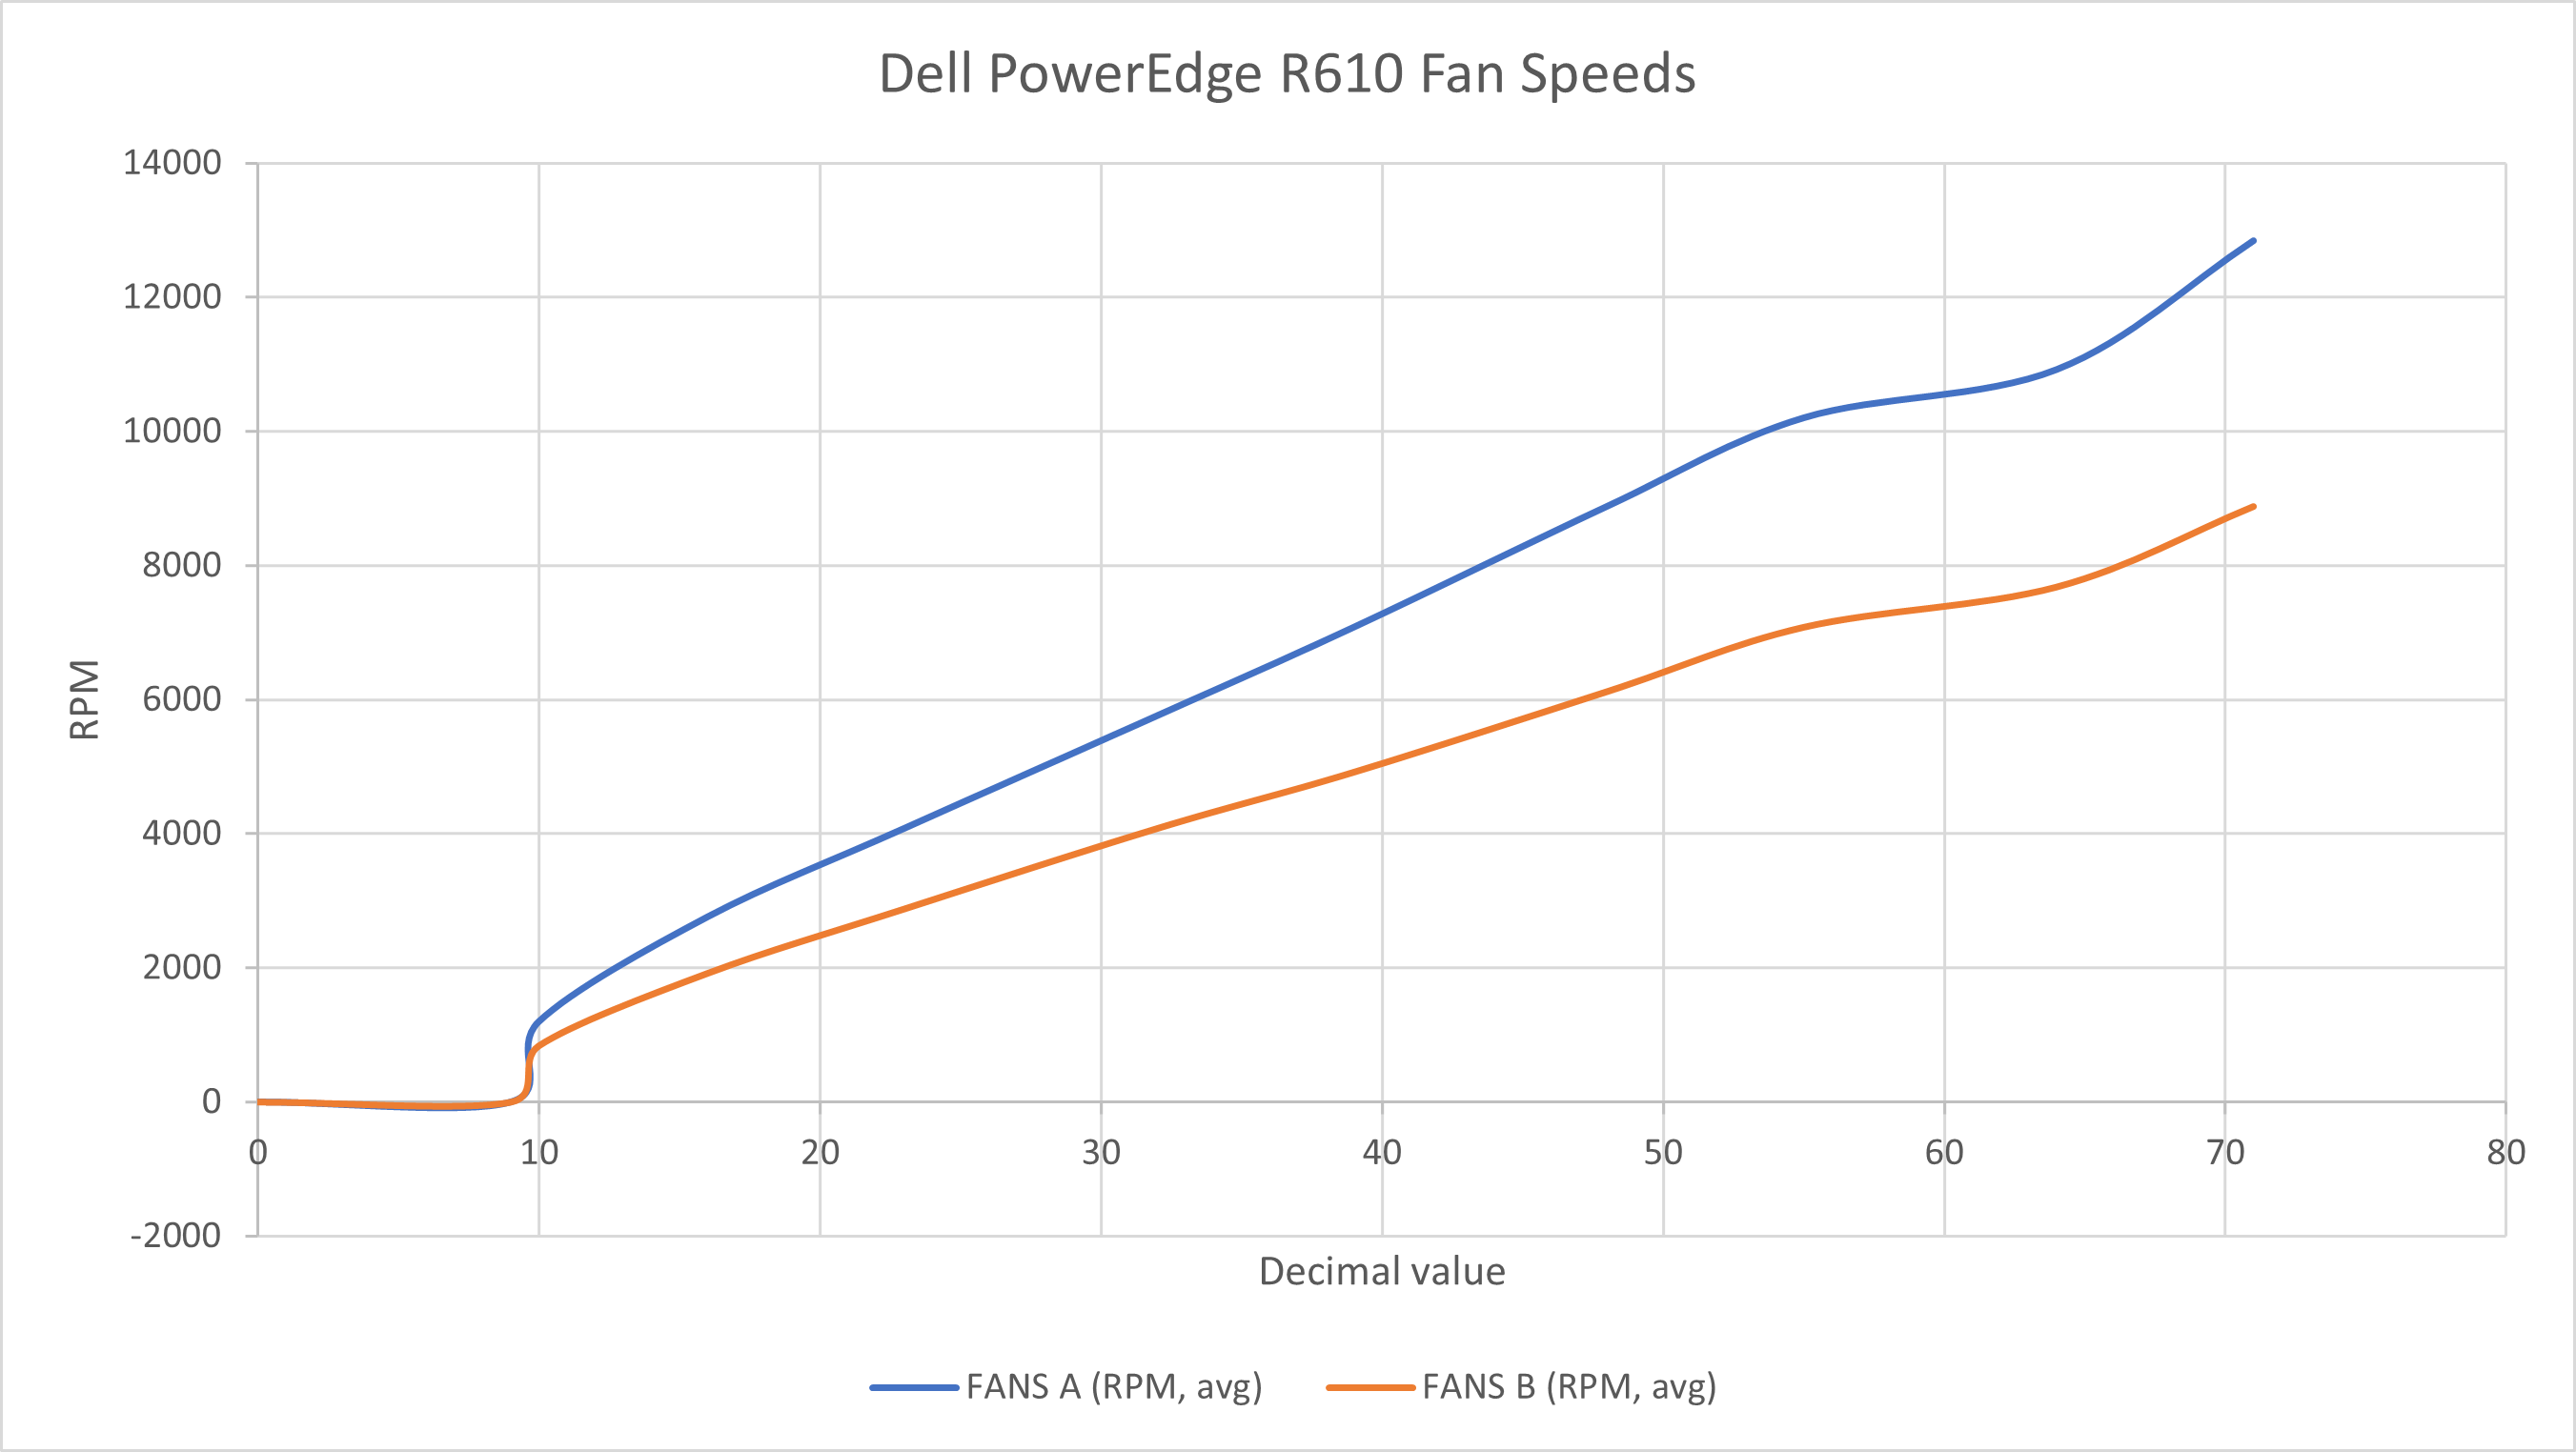 Dell PowerEdge R610 Fan Speeds
14000
12000
10000
8000
6000
4000
2000
0
-2000
RPM
0 10 20 30 40 50 60 70 80
Decimal value
FANS A (RPM, avg) FANS B (RPM, avg)